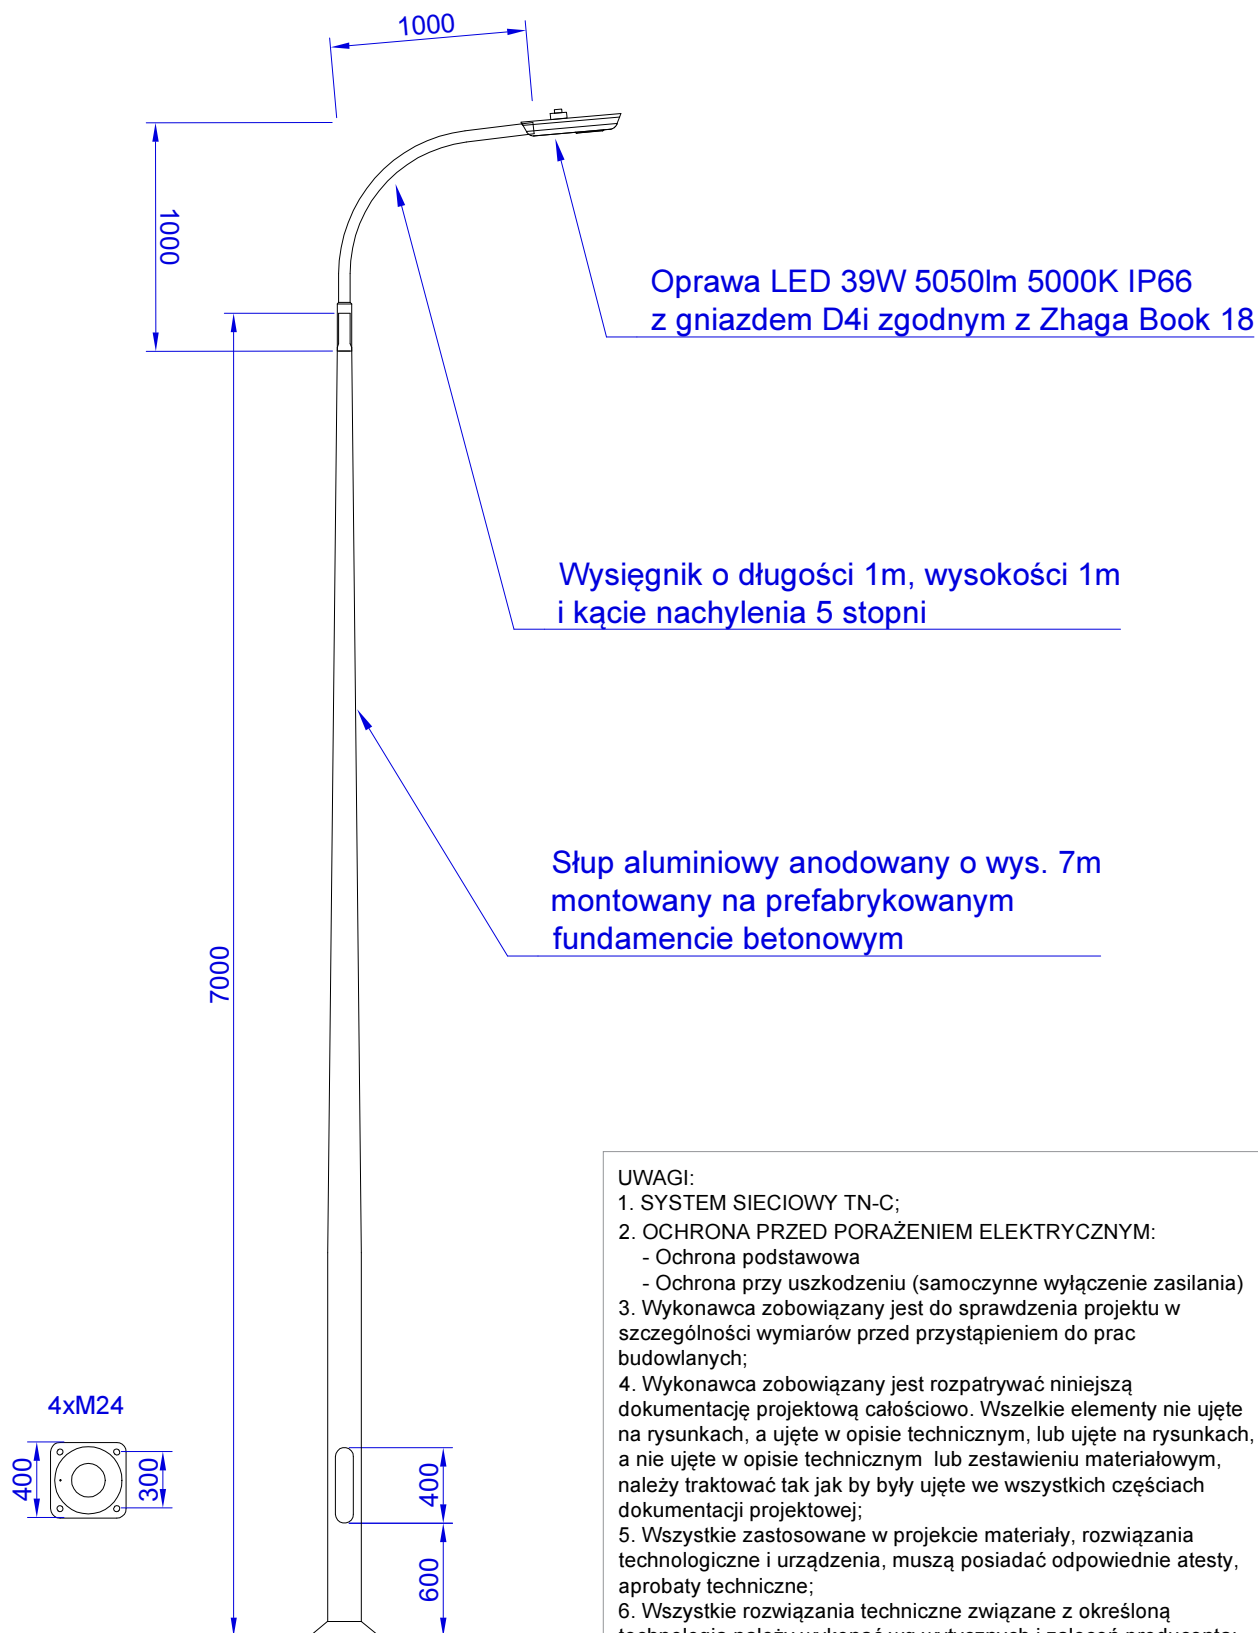 1000
1000
Oprawa LED 39W 5050lm 5000K IP66
z gniazdem D4i zgodnym z Zhaga Book 18
Wysięgnik o długości 1m, wysokości 1m
i kącie nachylenia 5 stopni
Słup aluminiowy anodowany o wys. 7m
montowany na prefabrykowanym
fundamencie betonowym
7000
4xM24
400
300
400
600
UWAGI:
1. SYSTEM SIECIOWY TN-C;
2. OCHRONA PRZED PORAŻENIEM ELEKTRYCZNYM:
- Ochrona podstawowa
- Ochrona przy uszkodzeniu (samoczynne wyłączenie zasilania)
3. Wykonawca zobowiązany jest do sprawdzenia projektu w
szczególności wymiarów przed przystąpieniem do prac
budowlanych;
4. Wykonawca zobowiązany jest rozpatrywać niniejszą
dokumentację projektową całościowo. Wszelkie elementy nie ujęte
na rysunkach, a ujęte w opisie technicznym, lub ujęte na rysunkach,
a nie ujęte w opisie technicznym lub zestawieniu materiałowym,
należy traktować tak jak by były ujęte we wszystkich częściach
dokumentacji projektowej;
5. Wszystkie zastosowane w projekcie materiały, rozwiązania
technologiczne i urządzenia, muszą posiadać odpowiednie atesty,
aprobaty techniczne;
6. Wszystkie rozwiązania techniczne związane z określoną